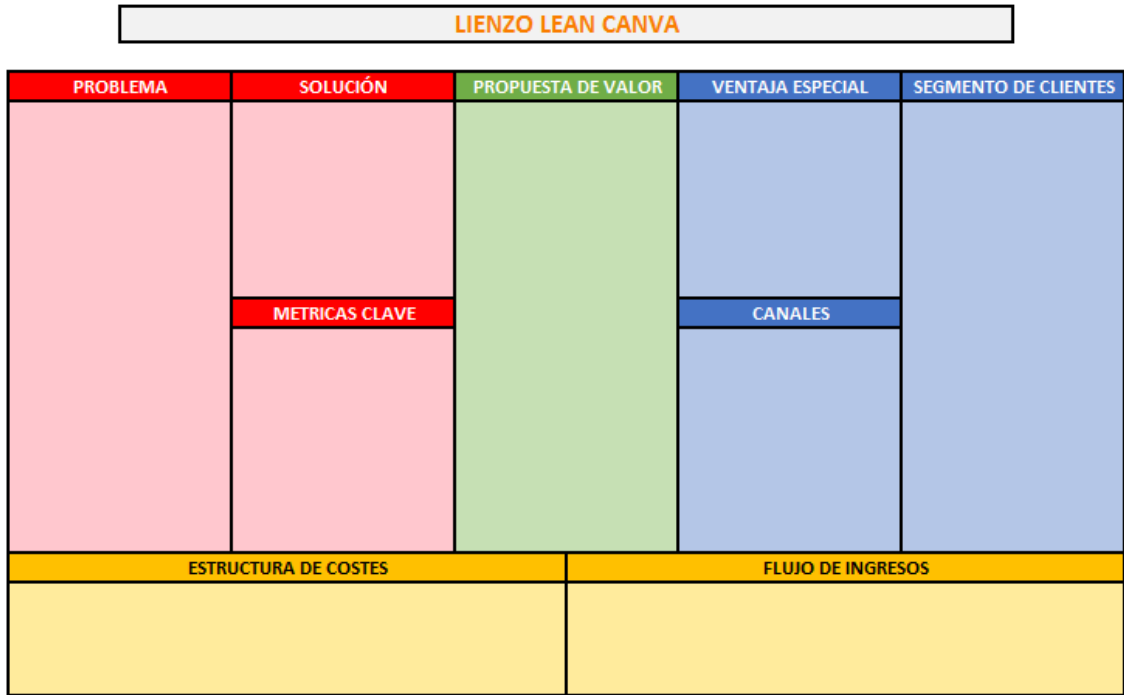 LIENZO LEAN CANVA
PROBLEMA
SOLUCIÓN
PROPUESTA DE VALOR
VENTAJA ESPECIAL
SEGMENTO DE CLIENTES
METRICAS CLAVE
CANALES
ESTRUCTURA DE COSTES
FLUJO DE INGRESOS